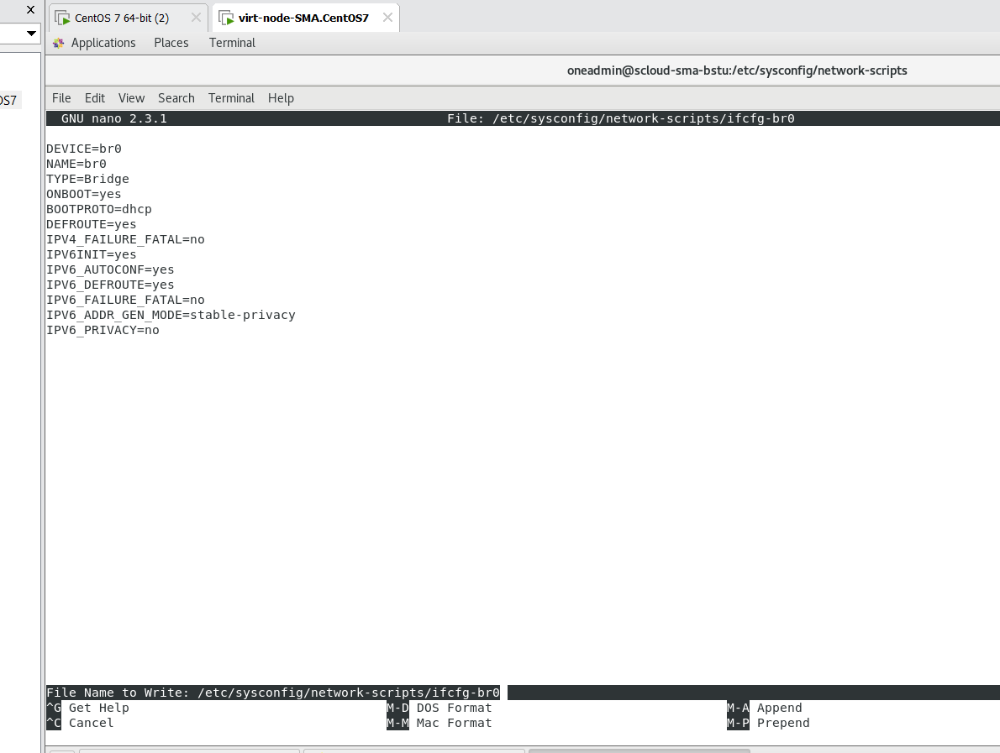 CentOS 7 64-bit (2)
virt-node-SMA.CentOS7
Applications Places Terminal
oneadmin@scloud-sma-bstu:/etc/sysconfig/network-scripts
OS7
File Edit View Search Terminal Help
GNU nano 2.3.1 File: /etc/sysconfig/network-scripts/ifcfg-br0
DEVICE=br0
NAME=br0
TYPE=Bridge
ONBOOT=yes
BOOTPROTO=dhcp
DEFROUTE=yes
IPV4_FAILURE_FATAL=no
IPV6INIT=yes
IPV6_AUTOCONF=yes
IPV6_DEFROUTE=yes
IPV6_FAILURE_FATAL=no
IPV6_ADDR_GEN_MODE=stable-privacy
IPV6_PRIVACY=no
File Name to Write: /etc/sysconfig/network-scripts/ifcfg-br0
^G Get Help M-D DOS Format M-A Append
^C Cancel M-M Mac Format M-P Prepend